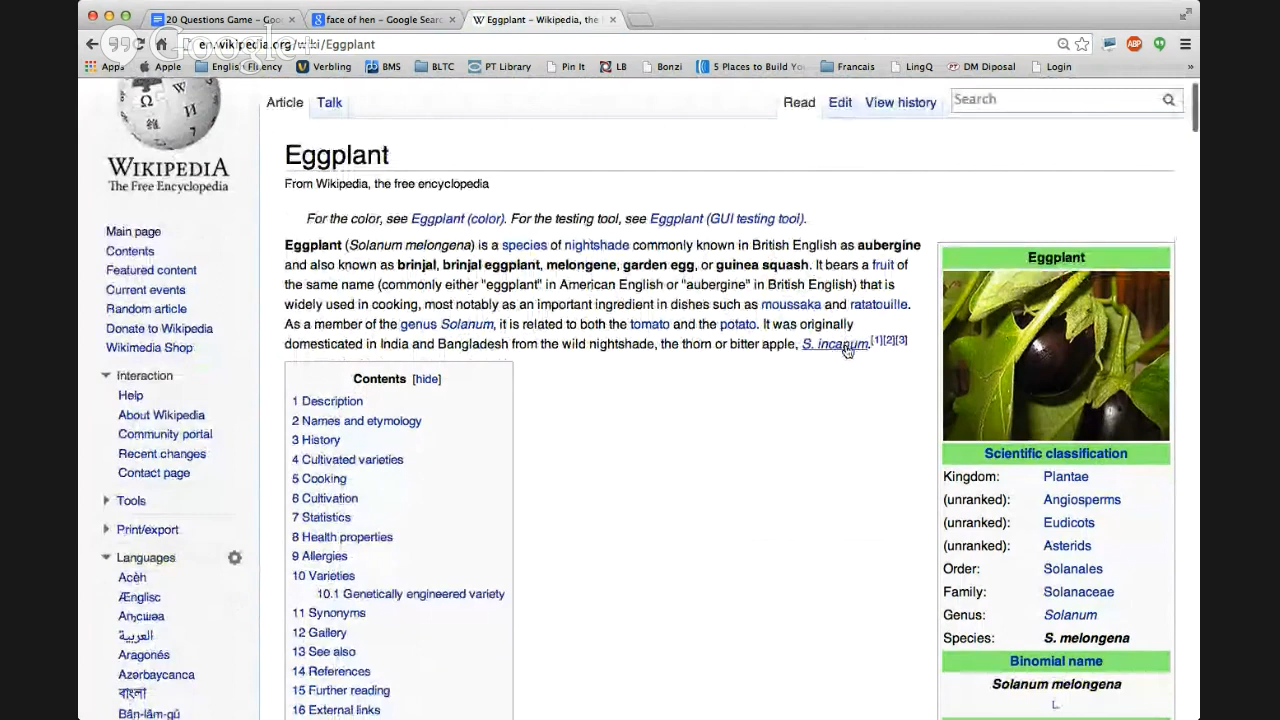 20 Questions Game – Goo
face of hen – Google Searc
Eggplant – Wikipedia, the f
Google+
en.wikipedia.org/wiki/Eggplant
Apps
Apple
English Fluency
Verbling
BMS
BLTC
PT Library
Pin It
LB
Bonzi
5 Places to Build Yo
Francais
LingQ
DM Diposal
Login
»
Article
Talk
Read
Edit
View history
Search
WIKIPEDIA
The Free Encyclopedia
Main page
Contents
Featured content
Current events
Random article
Donate to Wikipedia
Wikimedia Shop
Interaction
Help
About Wikipedia
Community portal
Recent changes
Contact page
Tools
Print/export
Languages
Acèh
Ænglisc
Аҧсшәа
العربية
Aragonés
Azərbaycanca
বাংলা
Bân-lâm-gú
Eggplant
From Wikipedia, the free encyclopedia
For the color, see Eggplant (color). For the testing tool, see Eggplant (GUI testing tool).
Eggplant (Solanum melongena) is a species of nightshade commonly known in British English as aubergine
and also known as brinjal, brinjal eggplant, melongene, garden egg, or guinea squash. It bears a fruit of
the same name (commonly either "eggplant" in American English or "aubergine" in British English) that is
widely used in cooking, most notably as an important ingredient in dishes such as moussaka and ratatouille.
As a member of the genus Solanum, it is related to both the tomato and the potato. It was originally
domesticated in India and Bangladesh from the wild nightshade, the thorn or bitter apple, S. incanum.[1][2][3]
Contents [hide]
1 Description
2 Names and etymology
3 History
4 Cultivated varieties
5 Cooking
6 Cultivation
7 Statistics
8 Health properties
9 Allergies
10 Varieties
10.1 Genetically engineered variety
11 Synonyms
12 Gallery
13 See also
14 References
15 Further reading
16 External links
Eggplant
Scientific classification
Kingdom: Plantae
(unranked): Angiosperms
(unranked): Eudicots
(unranked): Asterids
Order: Solanales
Family: Solanaceae
Genus: Solanum
Species: S. melongena
Binomial name
Solanum melongena
L.